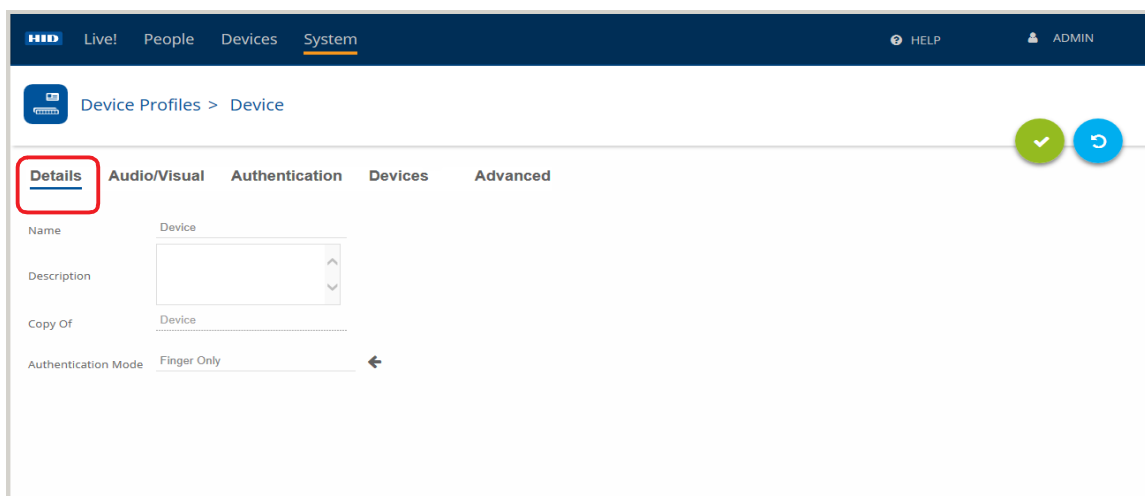 HID Live! People Devices System HELP ADMIN
Device Profiles > Device
Details Audio/Visual Authentication Devices Advanced
Name Device
Description
Copy Of Device
Authentication Mode Finger Only